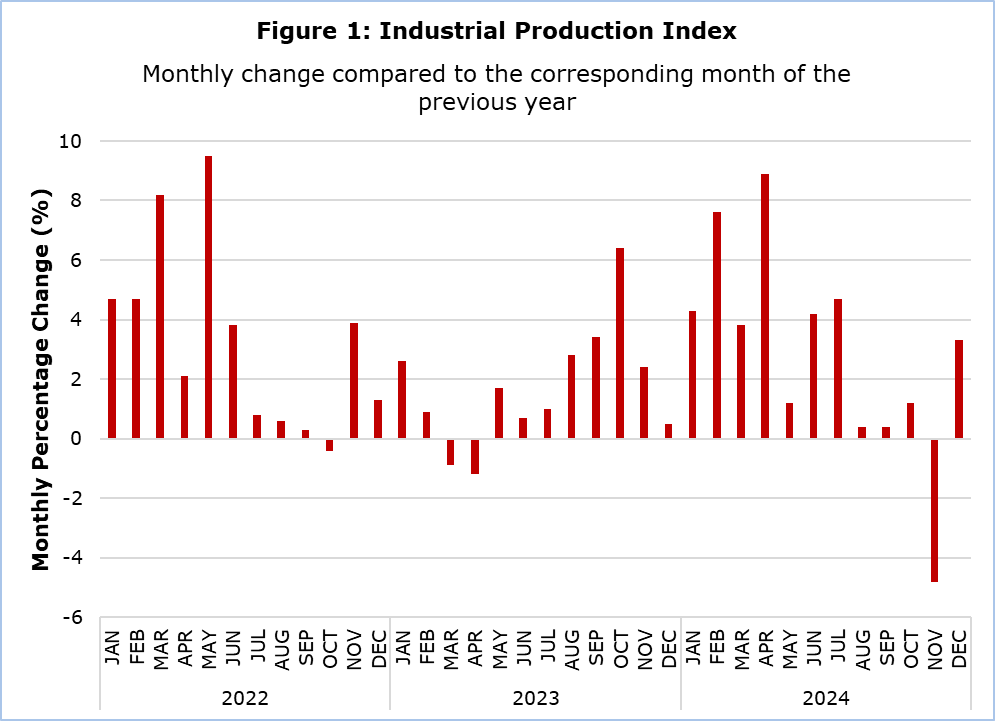 Figure 1: Industrial Production Index
Monthly change compared to the corresponding month of the
previous year
Monthly Percentage Change (%)
10
8
6
4
2
0
-2
-4
-6
JAN FEB MAR APR MAY JUN JUL AUG SEP OCT NOV DEC JAN FEB MAR APR MAY JUN JUL AUG SEP OCT NOV DEC JAN FEB MAR APR MAY JUN JUL AUG SEP OCT NOV DEC
2022 2023 2024